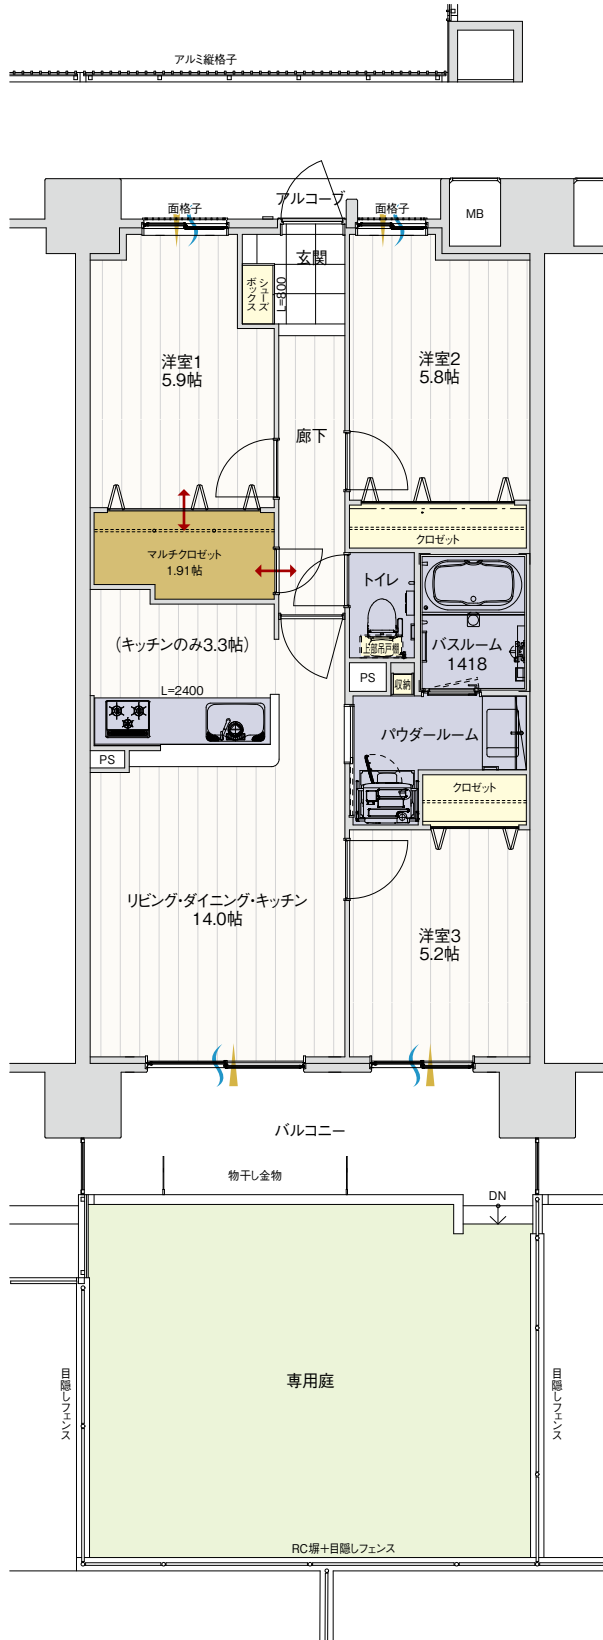 アルミ縦格子
アルコーブ
面格子
面格子
MB
玄関
シューズ
ボックス
L=800
洋室1
5.9帖
洋室2
5.8帖
廊下
クロゼット
マルチクロゼット
1.91帖
トイレ
上部吊戸棚
バスルーム
1418
(キッチンのみ3.3帖)
L=2400
PS
収納
パウダールーム
PS
クロゼット
リビング・ダイニング・キッチン
14.0帖
洋室3
5.2帖
バルコニー
物干し金物
DN
専用庭
目隠しフェンス
目隠しフェンス
RC塀+目隠しフェンス